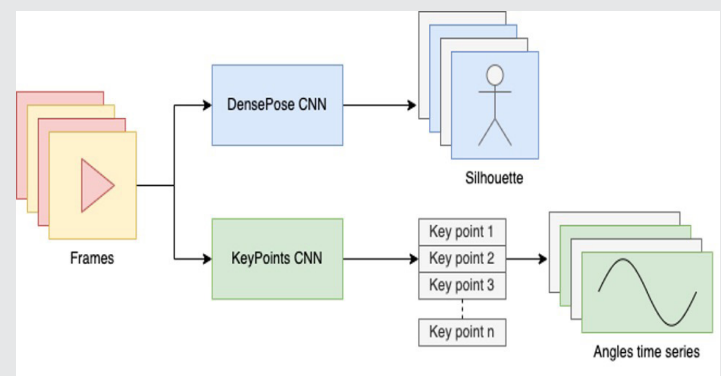 DensePose CNN
Silhouette
Frames
KeyPoints CNN
Key point 1
Key point 2
Key point 3
Key point n
Angles time series